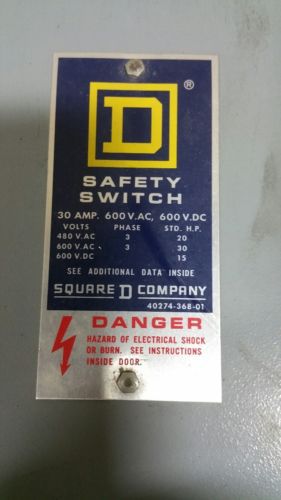 D
®
SAFETY
SWITCH
30 AMP. 600 V.AC, 600 V.DC
VOLTS PHASE STD. H.P.
480 V.AC 3 20
600 V.AC 3 30
600 V.DC 15
SEE ADDITIONAL DATA INSIDE
SQUARE D COMPANY
40274-368-01
DANGER
HAZARD OF ELECTRICAL SHOCK
OR BURN. SEE INSTRUCTIONS
INSIDE DOOR.